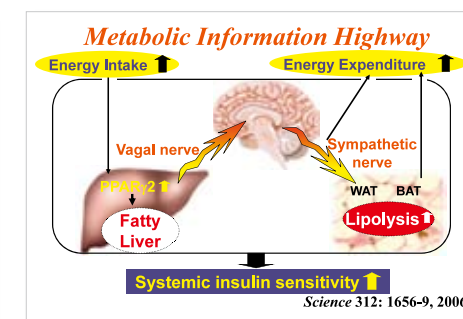 Metabolic Information Highway
Energy Intake ⬆ Energy Expenditure ⬆
Vagal nerve
Sympathetic
nerve
PPARγ2 ⬆
WAT BAT
Fatty
Liver
Lipolysis ⬆
Systemic insulin sensitivity ⬆
Science 312: 1656-9, 2006